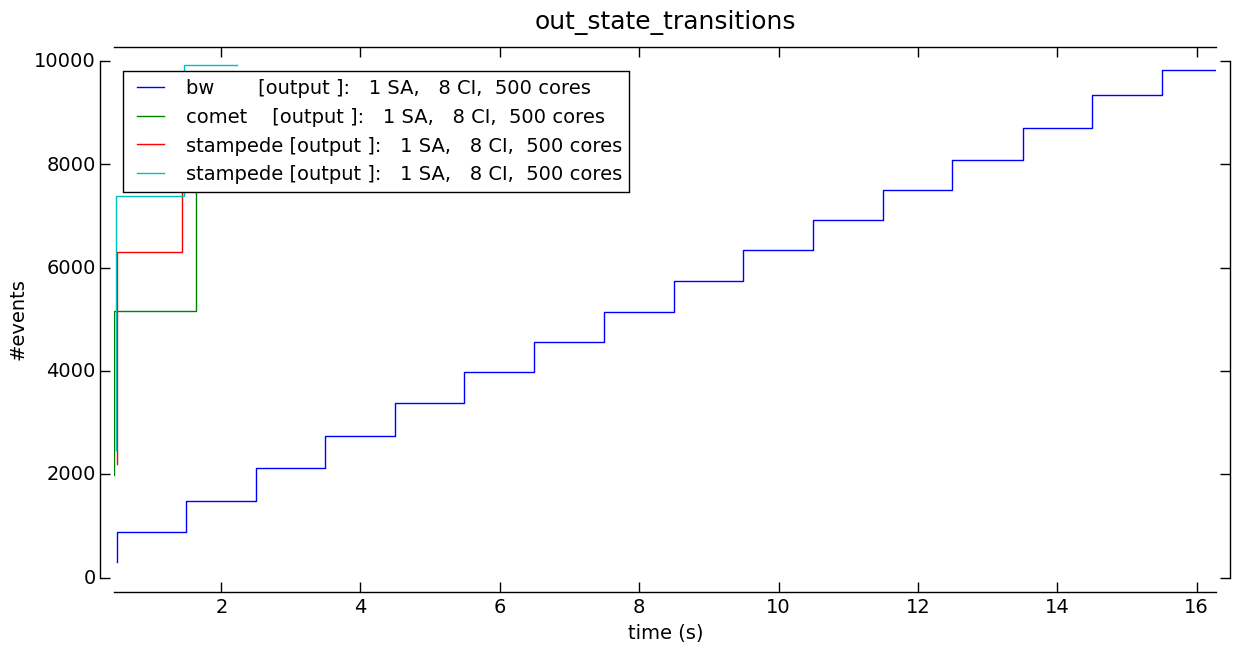 out_state_transitions
10000
8000
6000
4000
2000
0
#events
bw [output ]: 1 SA, 8 CI, 500 cores
comet [output ]: 1 SA, 8 CI, 500 cores
stampede [output ]: 1 SA, 8 CI, 500 cores
stampede [output ]: 1 SA, 8 CI, 500 cores
2 4 6 8 10 12 14 16
time (s)